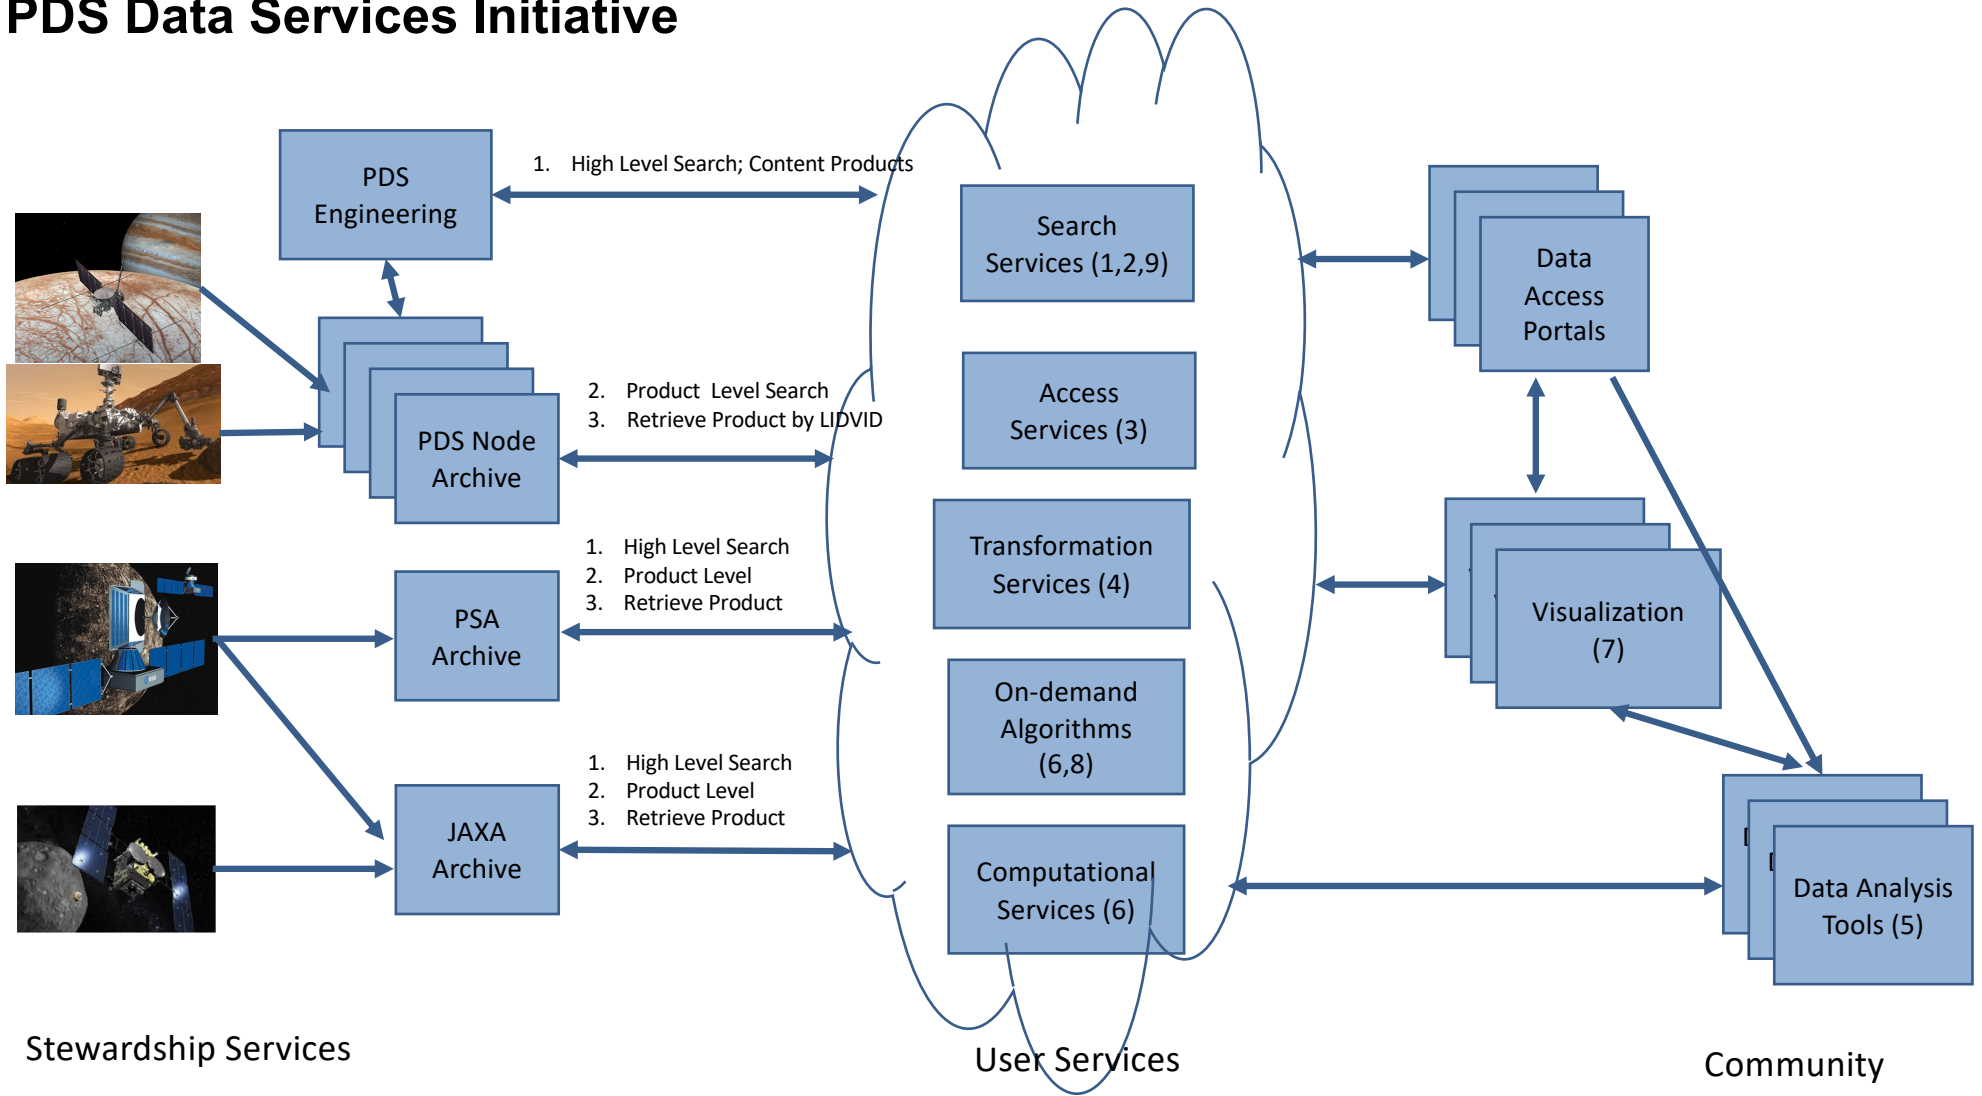 PDS Data Services Initiative
PDS
Engineering
1. High Level Search; Content Products
PDS Node
Archive
2. Product Level Search
3. Retrieve Product by LIDVID
PSA
Archive
1. High Level Search
2. Product Level
3. Retrieve Product
JAXA
Archive
1. High Level Search
2. Product Level
3. Retrieve Product
Search
Services (1,2,9)
Access
Services (3)
Transformation
Services (4)
On-demand
Algorithms
(6,8)
Computational
Services (6)
Data
Access
Portals
Visualization
(7)
Data Analysis
Tools (5)
Stewardship Services
User Services
Community